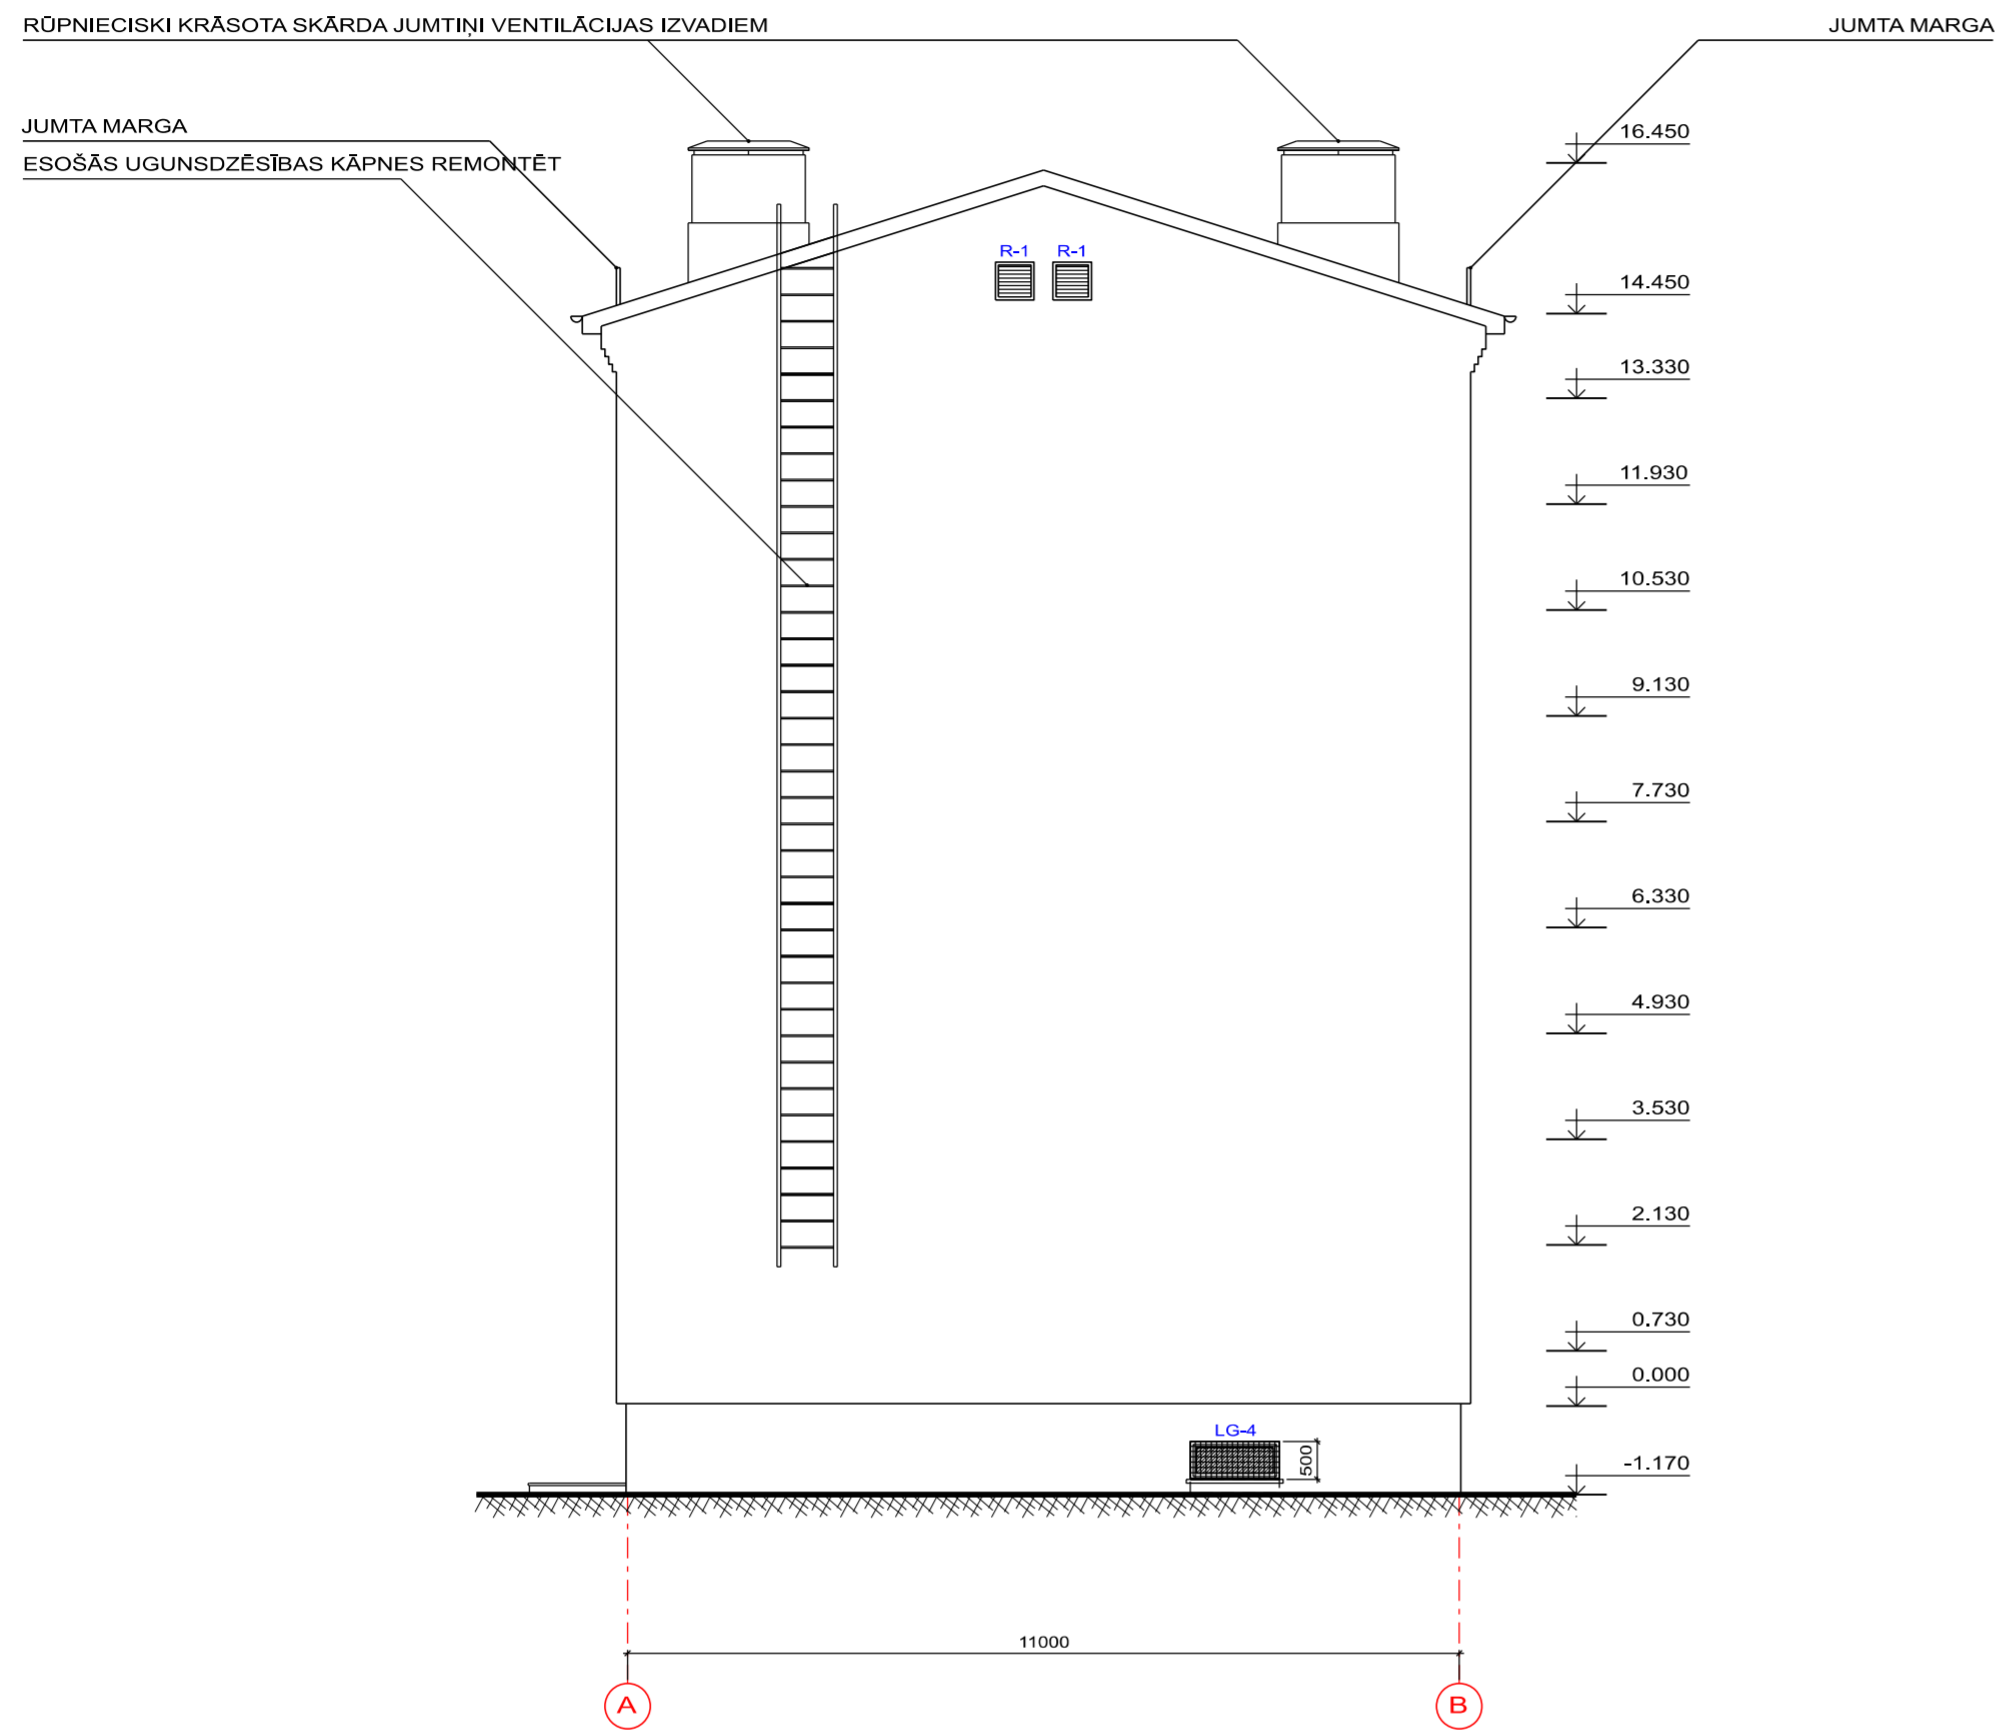 RŪPNIECISKI KRĀSOTA SKĀRDA JUMTIŅI VENTILĀCIJAS IZVADIEM
JUMTA MARGA
JUMTA MARGA
ESOŠĀS UGUNSDZĒSĪBAS KĀPNES REMONTĒT
16.450
R-1 R-1
14.450
13.330
11.930
10.530
9.130
7.730
6.330
4.930
3.530
2.130
0.730
0.000
LG-4
500
-1.170
11000
A
B